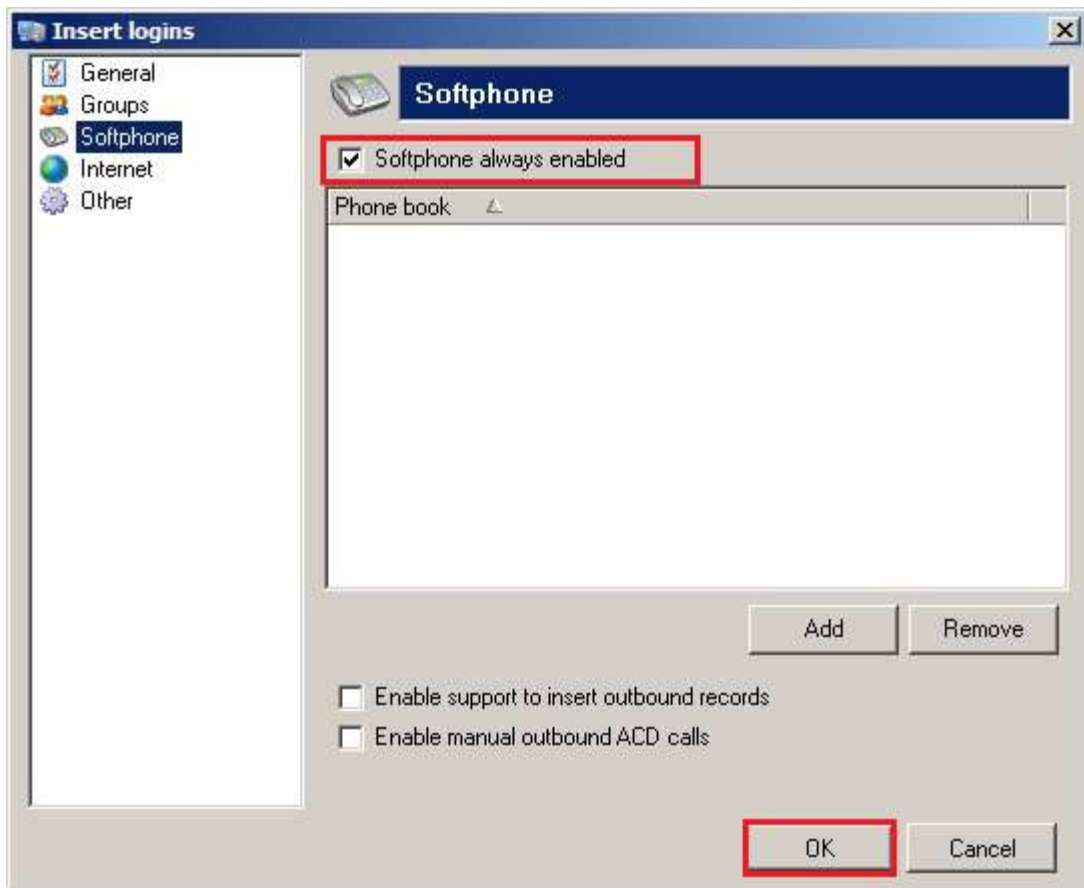 Insert logins
General
Groups
Softphone
Internet
Other
Softphone
Softphone always enabled
Phone book
Add
Remove
Enable support to insert outbound records
Enable manual outbound ACD calls
OK
Cancel